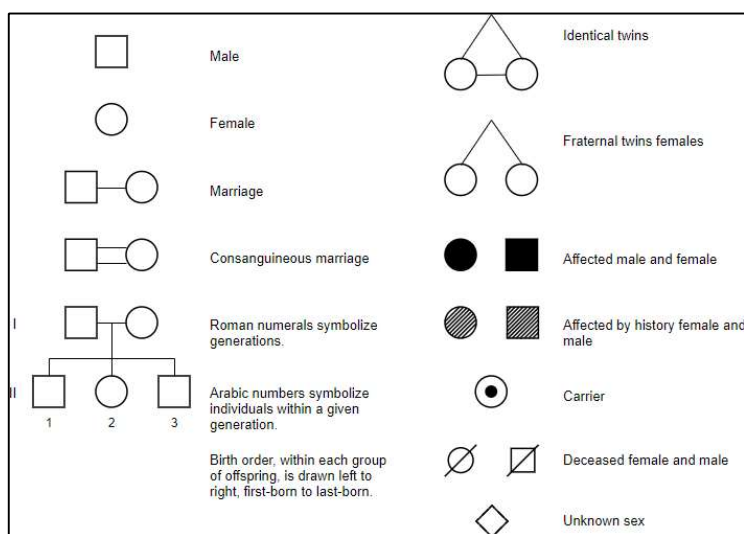 Male
Female
Marriage
Consanguineous marriage
I
Roman numerals symbolize
generations.
II
Arabic numbers symbolize
individuals within a given
generation.
1 2 3
Birth order, within each group
of offspring, is drawn left to
right, first-born to last-born.
Identical twins
Fraternal twins females
Affected male and female
Affected by history female and
male
Carrier
Deceased female and male
Unknown sex